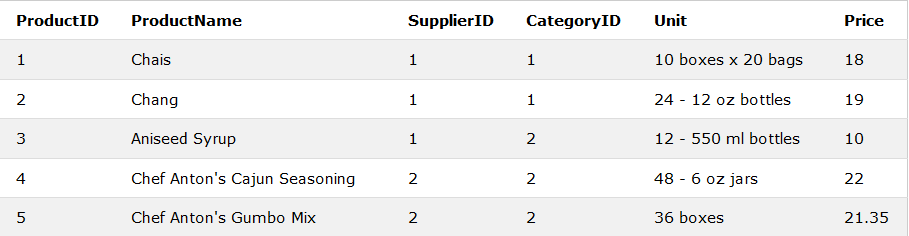 ProductID ProductName SupplierID CategoryID Unit Price
1 Chais 1 1 10 boxes x 20 bags 18
2 Chang 1 1 24 - 12 oz bottles 19
3 Aniseed Syrup 1 2 12 - 550 ml bottles 10
4 Chef Anton's Cajun Seasoning 2 2 48 - 6 oz jars 22
5 Chef Anton's Gumbo Mix 2 2 36 boxes 21.35